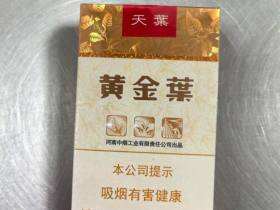 天葉
黄金葉
河南中烟工业有限责任公司出品
本公司提示
吸烟有害健康